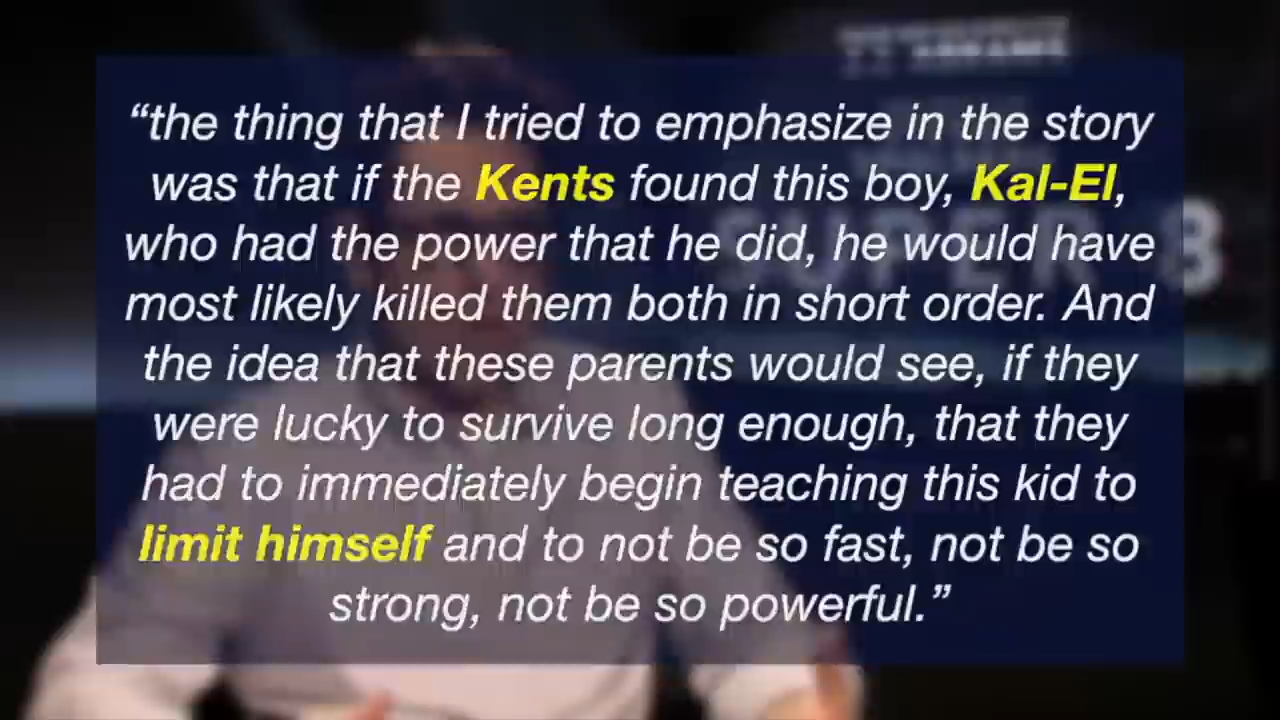 “the thing that I tried to emphasize in the story
was that if the Kents found this boy, Kal-El,
who had the power that he did, he would have
most likely killed them both in short order. And
the idea that these parents would see, if they
were lucky to survive long enough, that they
had to immediately begin teaching this kid to
limit himself and to not be so fast, not be so
strong, not be so powerful.”